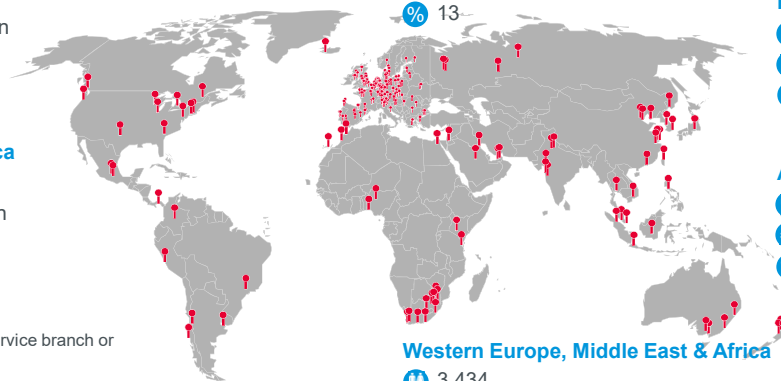 n
% 13
ca
n
rvice branch or
Western Europe, Middle East & Africa
3,434